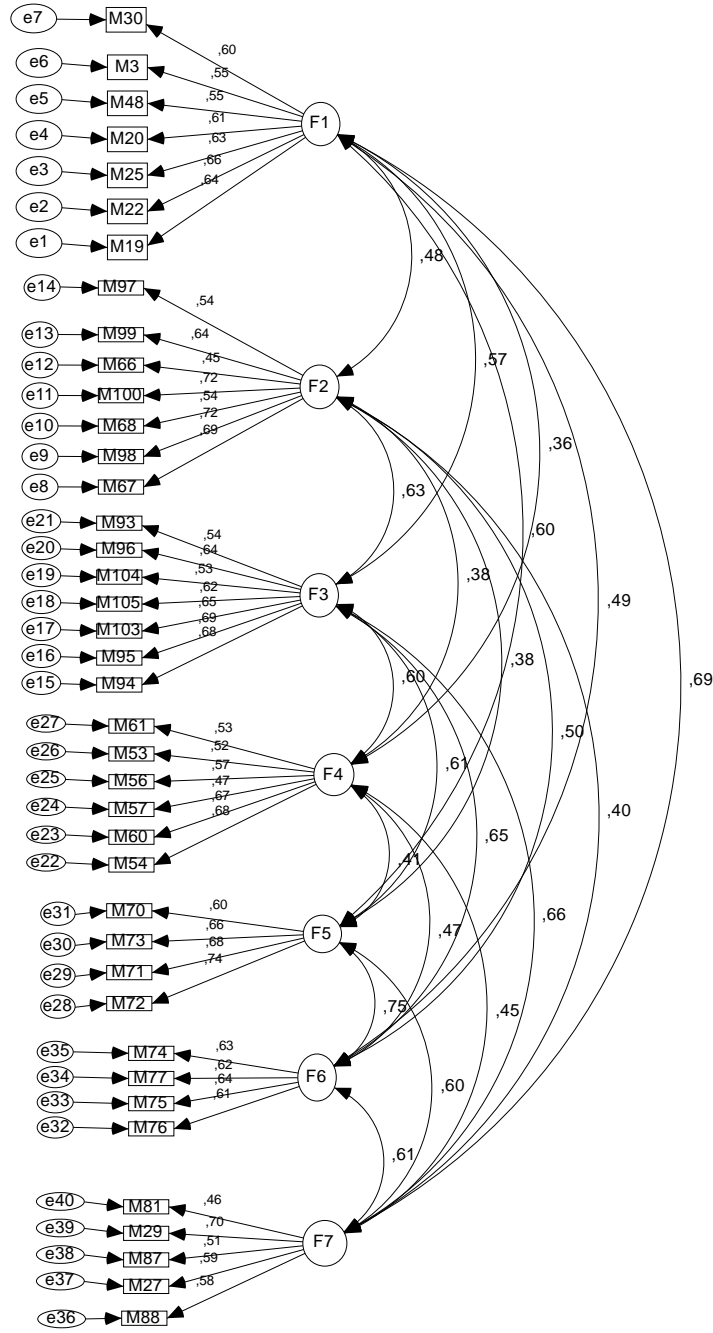 e7 M30 ,60
e6 M3 ,55
e5 M48 ,55
F1
e4 M20 ,61
e3 M25 ,63
e2 M22 ,66
e1 M19 ,64
,48
e14 M97 ,54
e13 M99 ,64
,57
e12 M66 ,45
F2
e11 M100 ,72
e10 M68 ,54
e9 M98 ,72
,36
e8 M67 ,69
,63
e21 M93 ,54
,60
e20 M96 ,64
e19 M104 ,53
,38
F3
e18 M105 ,62
,49
e17 M103 ,65
e16 M95 ,69
,38
e15 M94 ,68
,60
,69
e27 M61 ,53
,50
e26 M53 ,52
,61
e25 M56 ,57
F4
e24 M57 ,47
,40
e23 M60 ,67
,65
e22 M54 ,68
,41
e31 M70 ,60
,66
e30 M73 ,66
F5
,47
e29 M71 ,68
e28 M72 ,74
,75
,45
e35 M74 ,63
e34 M77 ,62
F6
,60
e33 M75 ,64
e32 M76 ,61
,61
e40 M81 ,46
e39 M29 ,70
F7
e38 M87 ,51
e37 M27 ,59
e36 M88 ,58